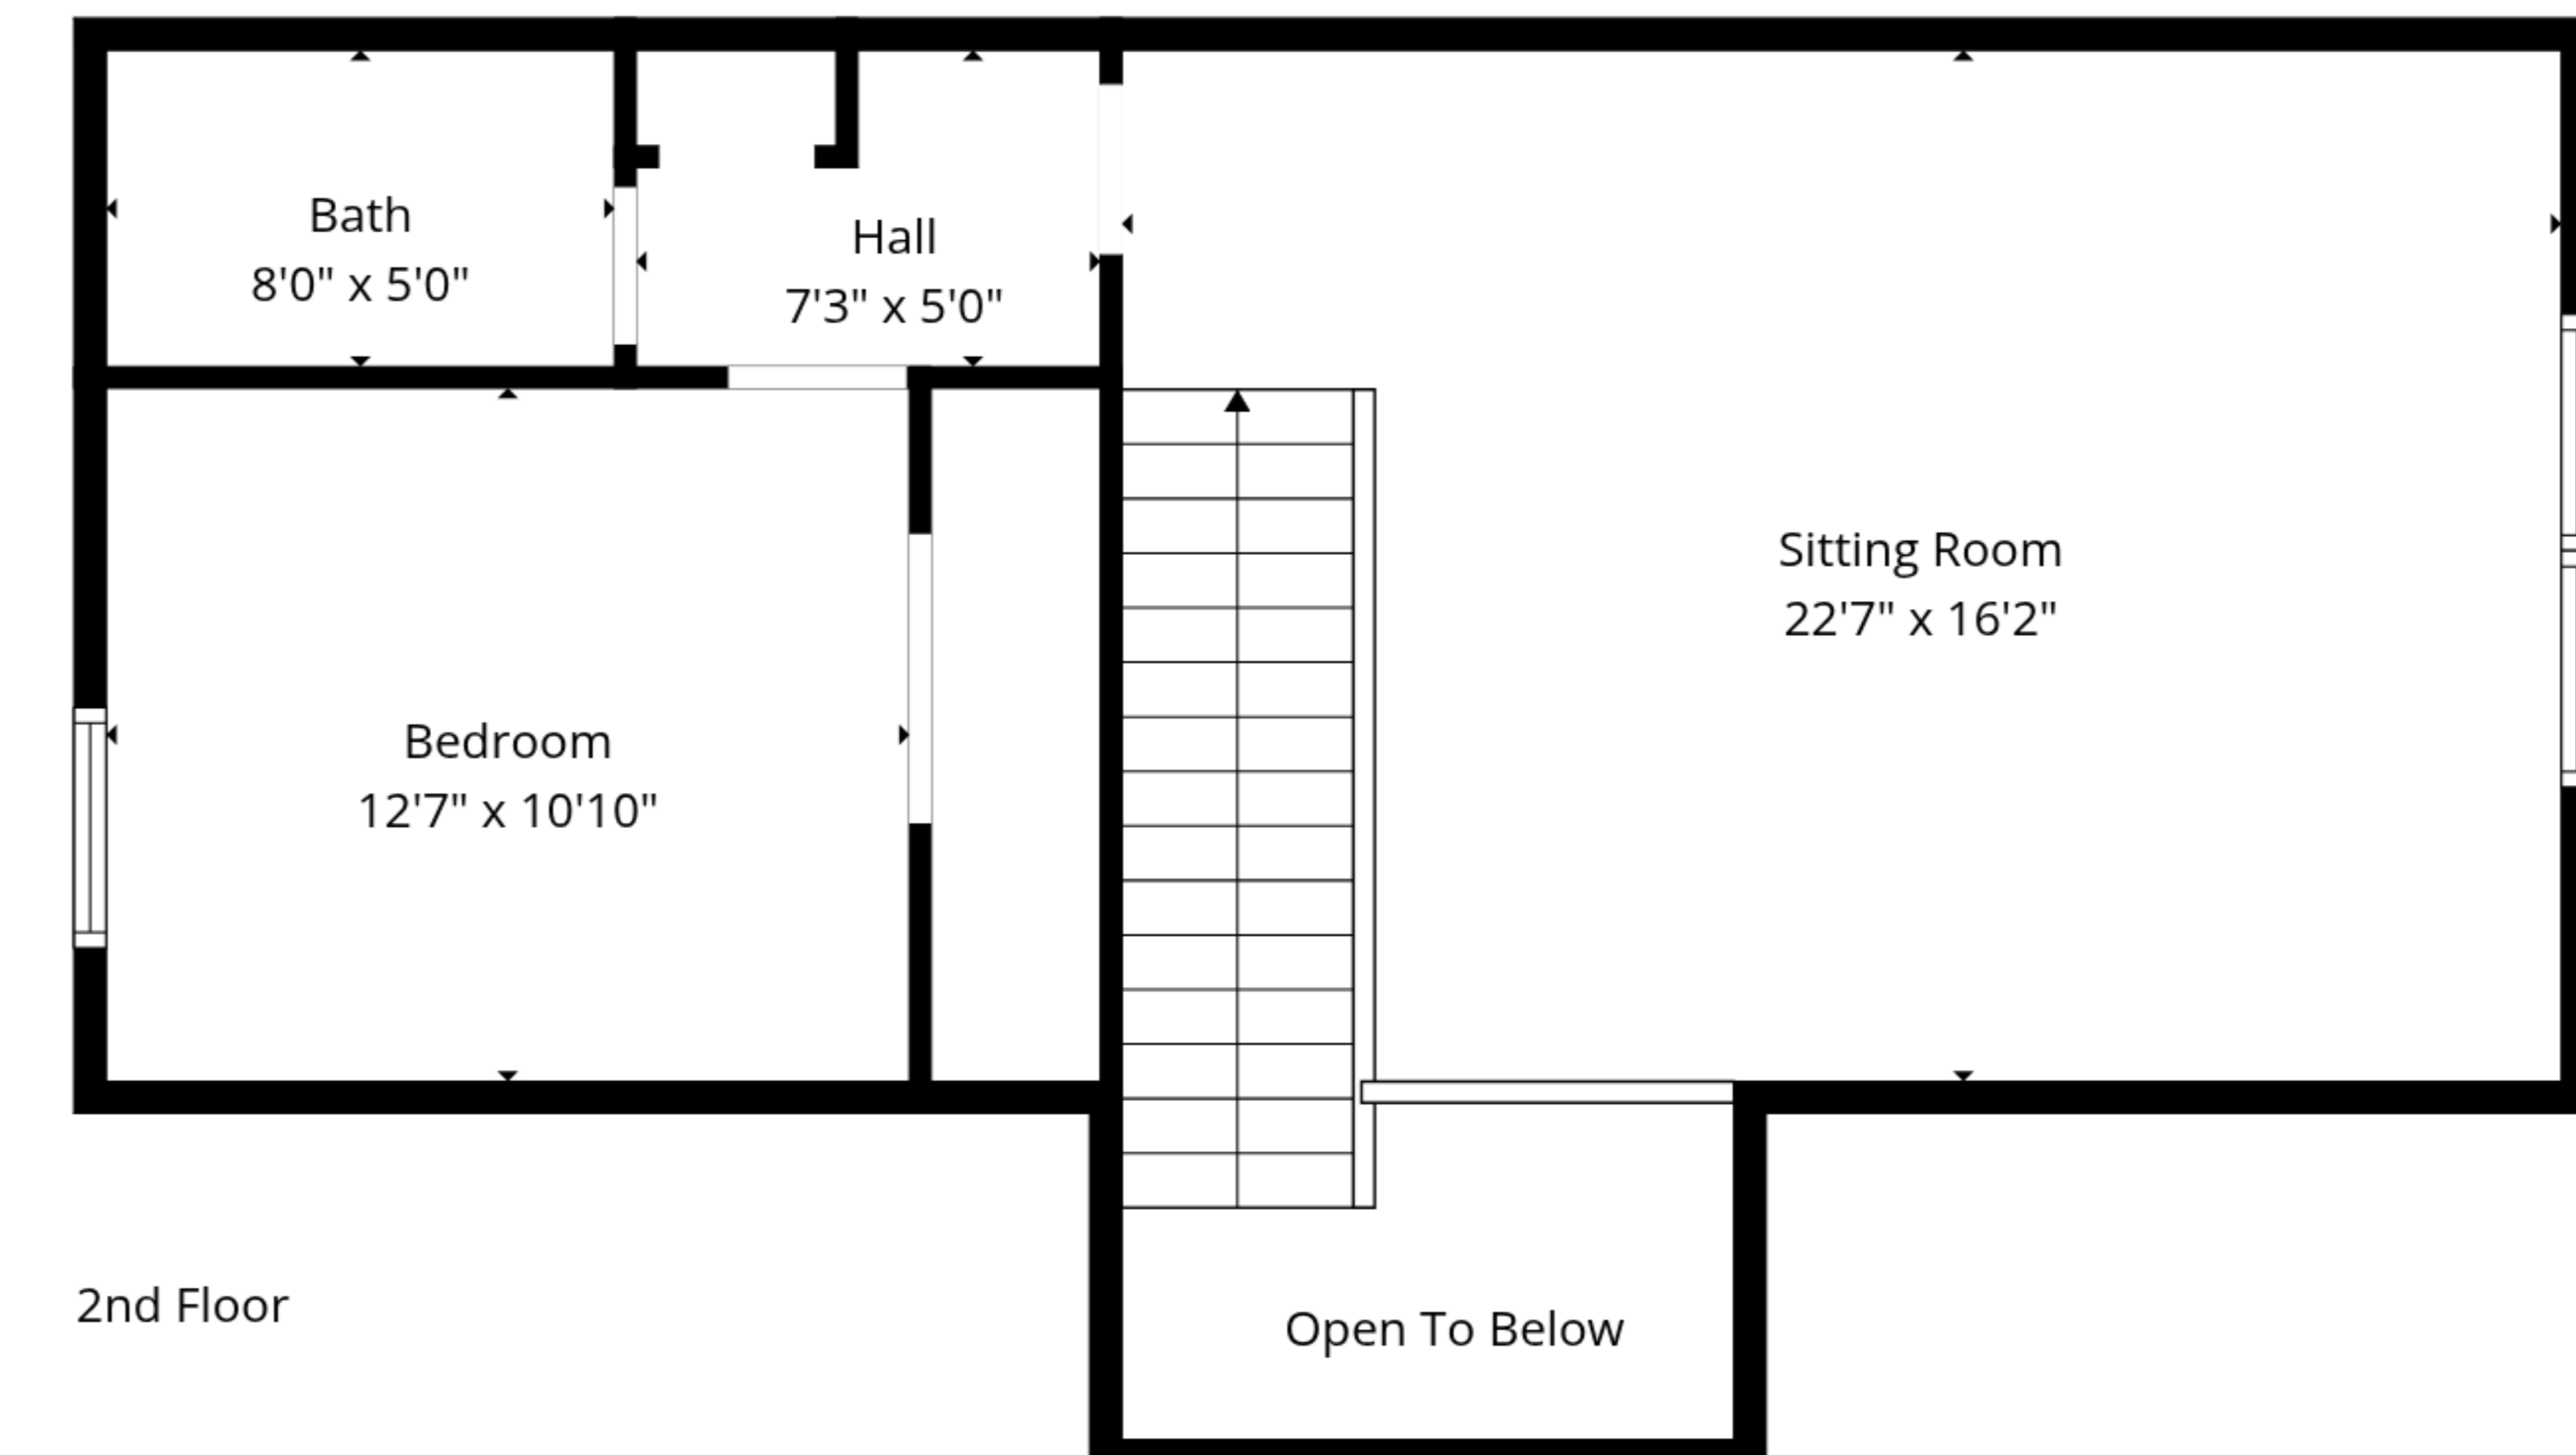 Bath
8'0" x 5'0"
Hall
7'3" x 5'0"
Sitting Room
22'7" x 16'2"
Bedroom
12'7" x 10'10"
2nd Floor
Open To Below